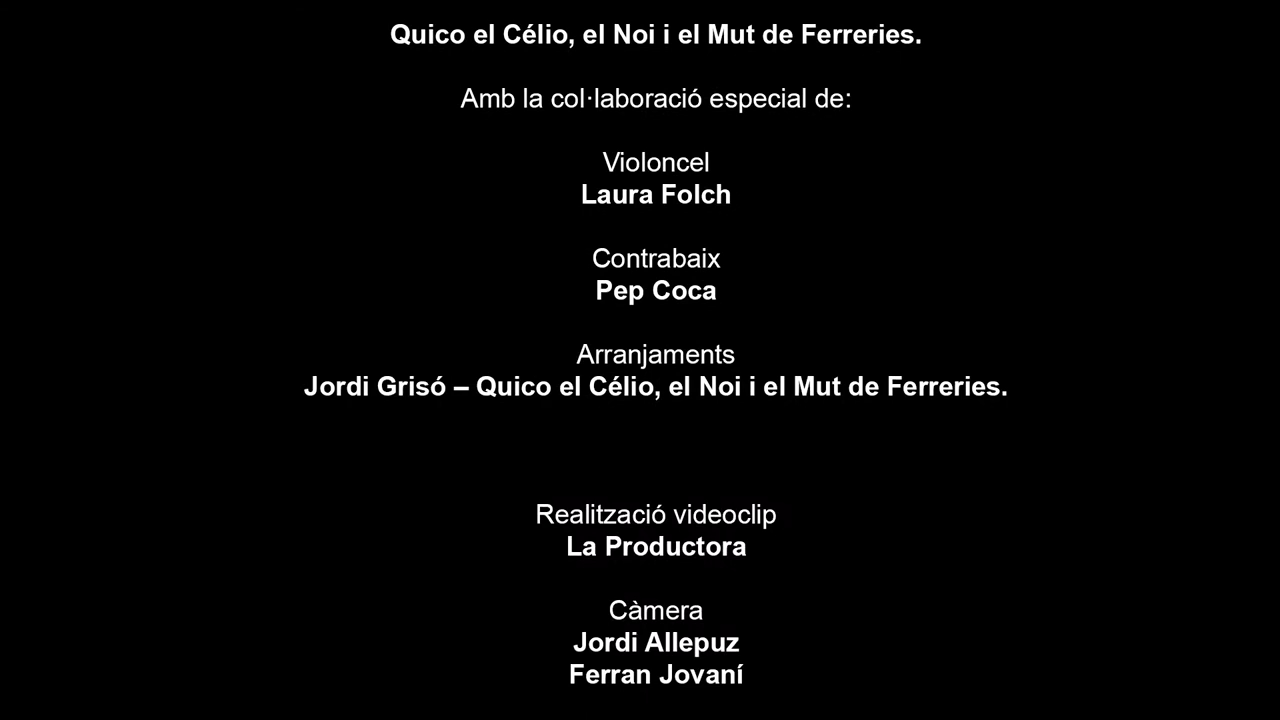 Quico el Célio, el Noi i el Mut de Ferreries.
Amb la col·laboració especial de:
Violoncel
Laura Folch
Contrabaix
Pep Coca
Arranjaments
Jordi Grisó – Quico el Célio, el Noi i el Mut de Ferreries.
Realització videoclip
La Productora
Càmera
Jordi Allepuz
Ferran Jovaní